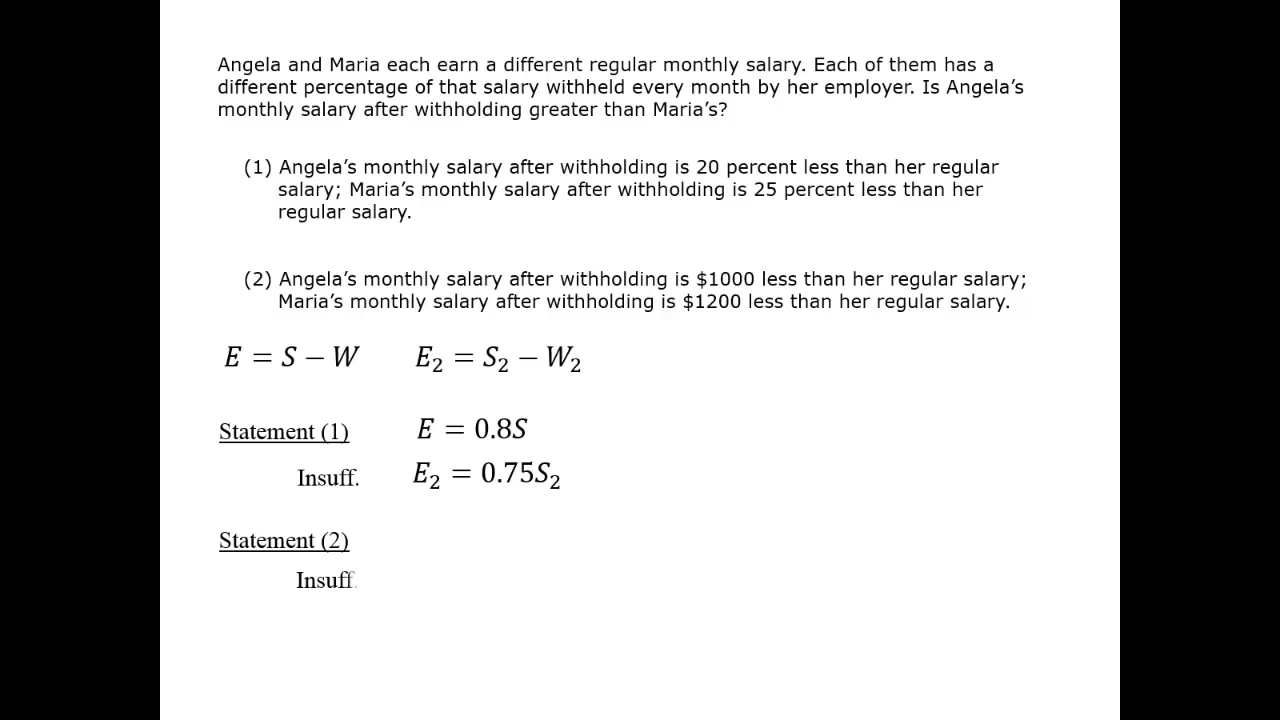 Angela and Maria each earn a different regular monthly salary. Each of them has a
different percentage of that salary withheld every month by her employer. Is Angela’s
monthly salary after withholding greater than Maria’s?
(1) Angela’s monthly salary after withholding is 20 percent less than her regular
salary; Maria’s monthly salary after withholding is 25 percent less than her
regular salary.
(2) Angela’s monthly salary after withholding is $1000 less than her regular salary;
Maria’s monthly salary after withholding is $1200 less than her regular salary.
E = S − W E₂ = S₂ − W₂
Statement (1) E = 0.8S
Insuff. E₂ = 0.75S₂
Statement (2)
Insuff.